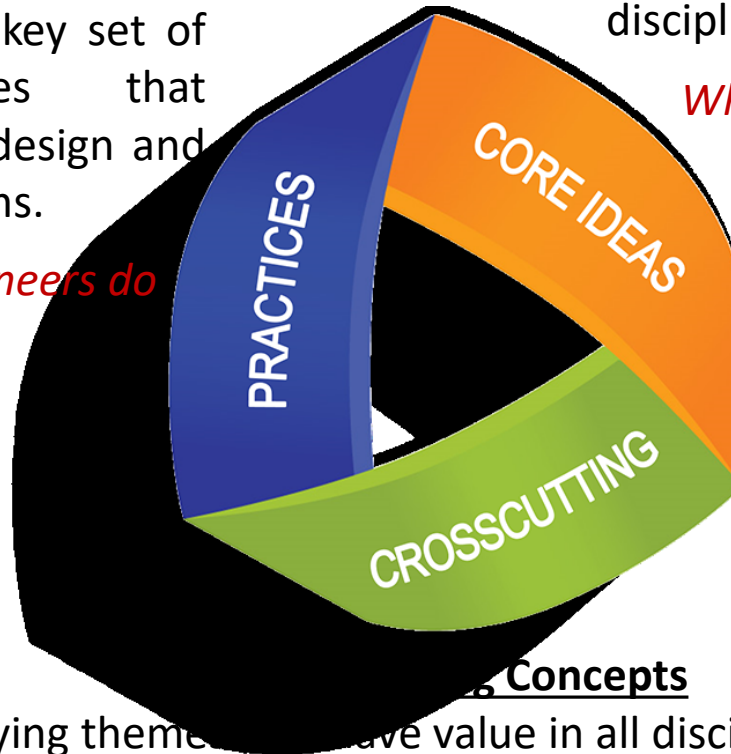 key set of
es that
design and
ns.
neers do
discipl
Wh
PRACTICES
CORE IDEAS
CROSSCUTTING
g Concepts
ying theme ve value in all disci